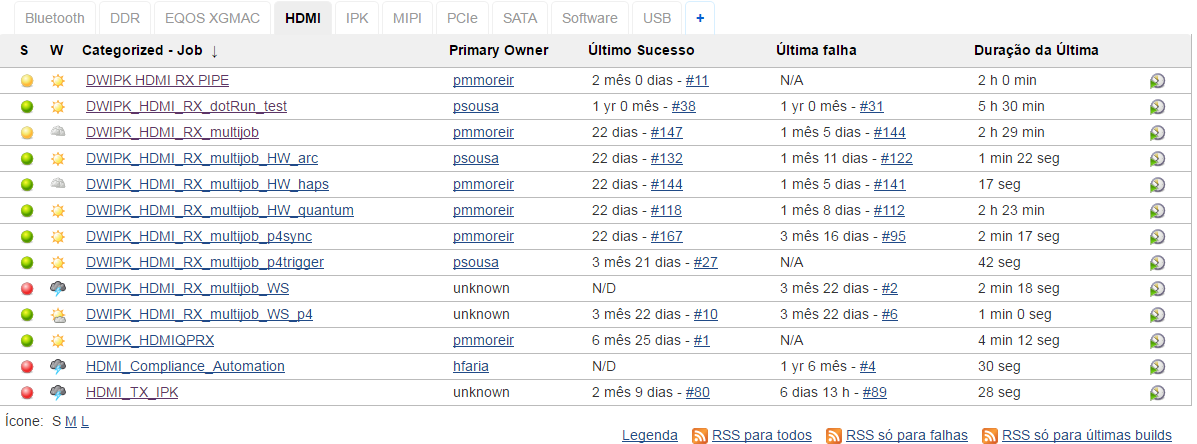 Bluetooth DDR EQOS XGMAC HDMI IPK MIPI PCIe SATA Software USB +
S W Categorized - Job ↓ Primary Owner Último Sucesso Última falha Duração da Última
DWIPK HDMI RX PIPE pmmoreir 2 mês 0 dias - #11 N/A 2 h 0 min
DWIPK_HDMI_RX_dotRun_test psousa 1 yr 0 mês - #38 1 yr 0 mês - #31 5 h 30 min
DWIPK_HDMI_RX_multijob pmmoreir 22 dias - #147 1 mês 5 dias - #144 2 h 29 min
DWIPK_HDMI_RX_multijob_HW_arc psousa 22 dias - #132 1 mês 11 dias - #122 1 min 22 seg
DWIPK_HDMI_RX_multijob_HW_haps pmmoreir 22 dias - #144 1 mês 5 dias - #141 17 seg
DWIPK_HDMI_RX_multijob_HW_quantum pmmoreir 22 dias - #118 1 mês 8 dias - #112 2 h 23 min
DWIPK_HDMI_RX_multijob_p4sync pmmoreir 22 dias - #167 3 mês 16 dias - #95 2 min 17 seg
DWIPK_HDMI_RX_multijob_p4trigger psousa 3 mês 21 dias - #27 N/A 42 seg
DWIPK_HDMI_RX_multijob_WS unknown N/D 3 mês 22 dias - #2 2 min 18 seg
DWIPK_HDMI_RX_multijob_WS_p4 unknown 3 mês 22 dias - #10 3 mês 22 dias - #6 1 min 0 seg
DWIPK_HDMIQPRX pmmoreir 6 mês 25 dias - #1 N/A 4 min 12 seg
HDMI_Compliance_Automation hfaria N/D 1 yr 6 mês - #4 30 seg
HDMI_TX_IPK unknown 2 mês 9 dias - #80 6 dias 13 h - #89 28 seg
Ícone: S M L
Legenda RSS para todos RSS só para falhas RSS só para últimas builds